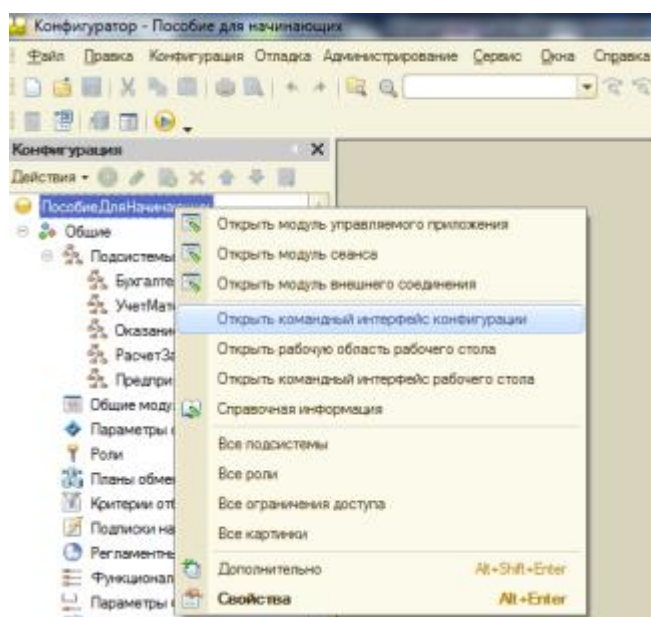 Конфигуратор - Пособие для начинающих
Файл Правка Конфигурация Отладка Администрирование Сервис Окна Справка
Конфигурация
Действия
ПособиеДляНачинающих
Общие
Подсистемы
Бухгалте
УчетМат
Оказани
РасчетЗа
Предпри
Общие моду
Параметры
Роли
Планы обме
Критерии отб
Подписки на
Регламентны
Функционал
Параметры
Открыть модуль управляемого приложения
Открыть модуль сеанса
Открыть модуль внешнего соединения
Открыть командный интерфейс конфигурации
Открыть рабочую область рабочего стола
Открыть командный интерфейс рабочего стола
Справочная информация
Все подсистемы
Все роли
Все ограничения доступа
Все картинки
Дополнительно Alt+Shift+Enter
Свойства Alt+Enter